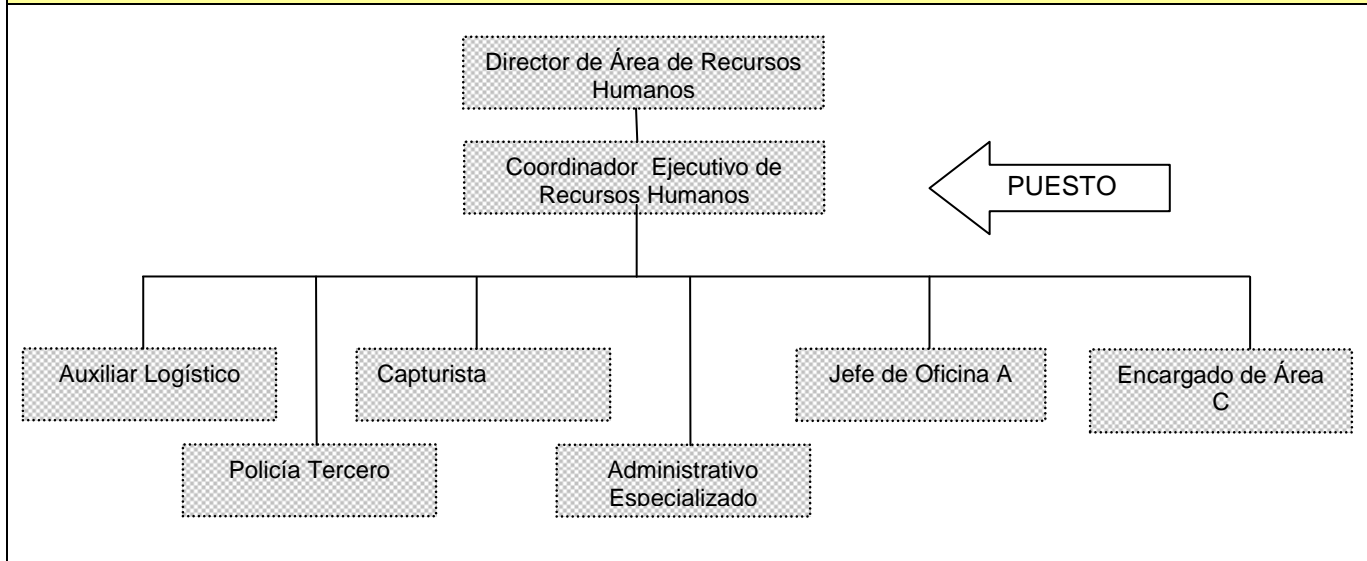 Director de Área de Recursos
Humanos
Coordinador Ejecutivo de
Recursos Humanos
PUESTO
Auxiliar Logístico
Capturista
Jefe de Oficina A
Encargado de Área
C
Policía Tercero
Administrativo
Especializado